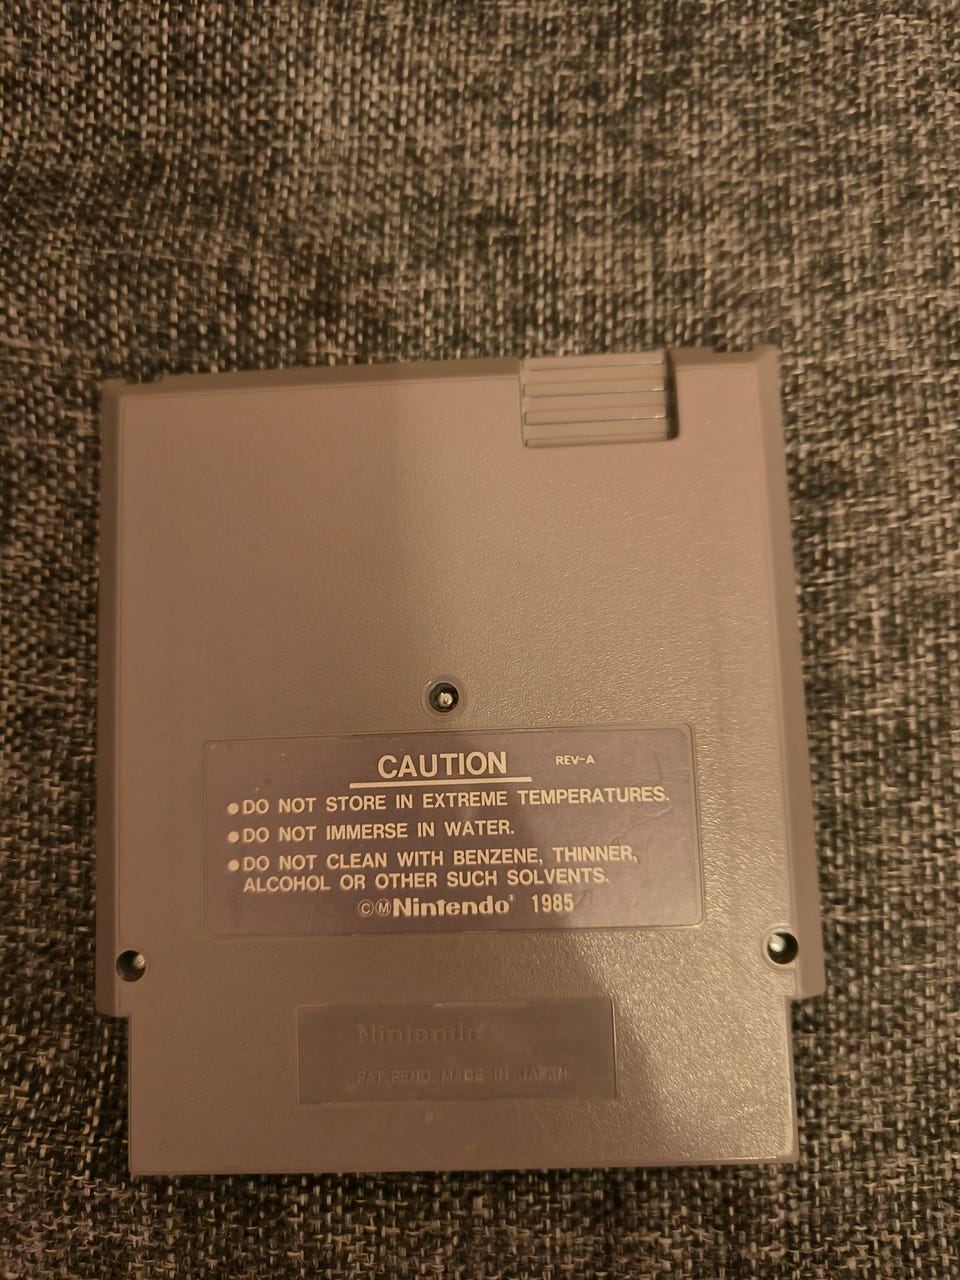 CAUTION REV-A
●DO NOT STORE IN EXTREME TEMPERATURES.
●DO NOT IMMERSE IN WATER.
●DO NOT CLEAN WITH BENZENE, THINNER,
ALCOHOL OR OTHER SUCH SOLVENTS.
©ⓂNintendo® 1985
Nintendo®
PAT. PEND. MADE IN JAPAN